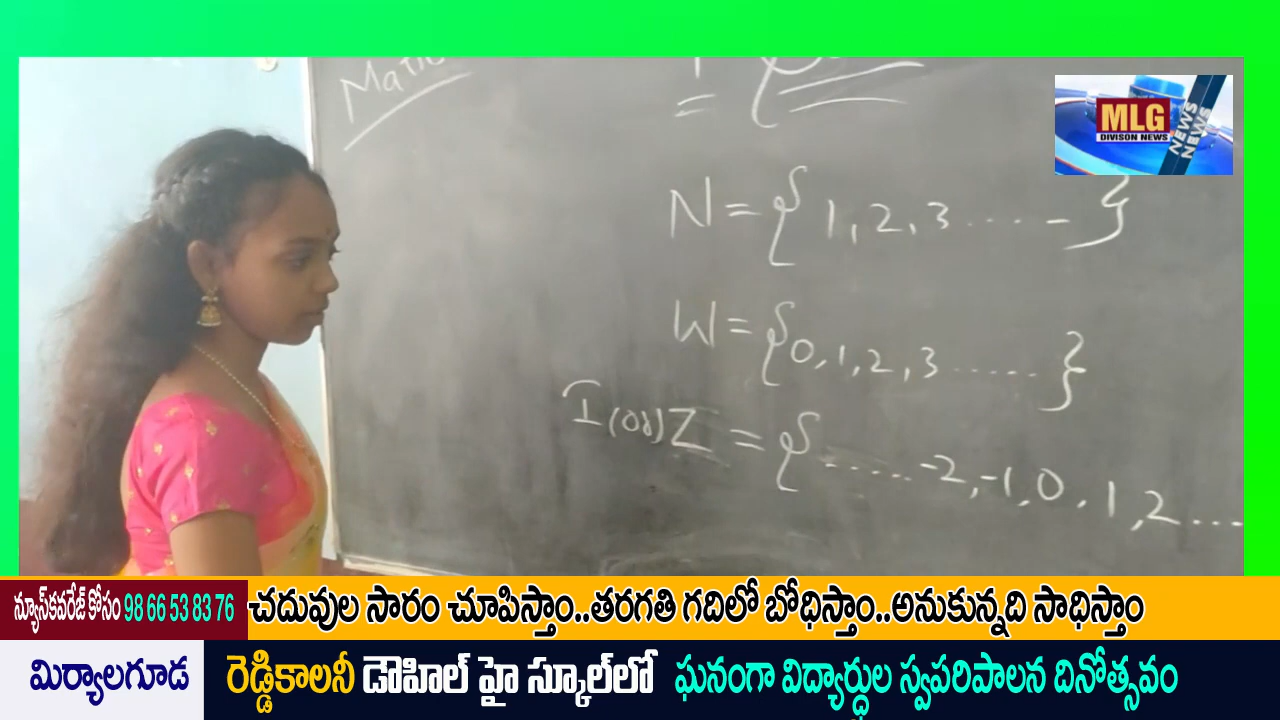 MLG
DIVISON NEWS
NEWS
NEWS
N = { 1, 2, 3 ..... }
W = { 0, 1, 2, 3 ...... }
I (or) Z = { ...... -2, -1, 0, 1, 2 ...
న్యూస్‌కవరేజ్ కోసం 98 66 53 83 76
చదువుల సారం చూపిస్తాం..తరగతి గదిలో బోధిస్తాం..అనుకున్నది సాధిస్తాం
మిర్యాలగూడ
రెడ్డికాలనీ డౌహిల్ హై స్కూల్‌లో ఘనంగా విద్యార్థుల స్వపరిపాలన దినోత్సవం